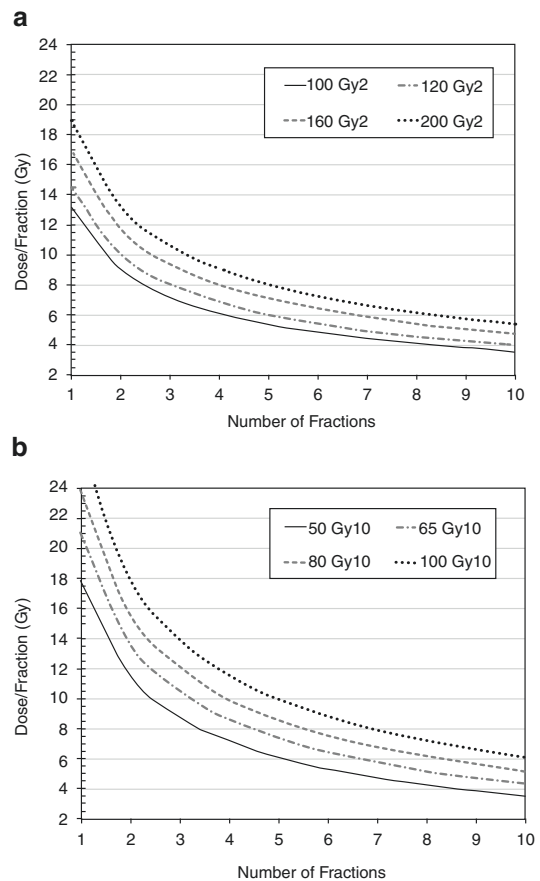 a
24
22
20
18
16
14
12
10
8
6
4
2
Dose/Fraction (Gy)
100 Gy2 120 Gy2
160 Gy2 200 Gy2
1 2 3 4 5 6 7 8 9 10
Number of Fractions
b
24
22
20
18
16
14
12
10
8
6
4
2
Dose/Fraction (Gy)
50 Gy10 65 Gy10
80 Gy10 100 Gy10
1 2 3 4 5 6 7 8 9 10
Number of Fractions